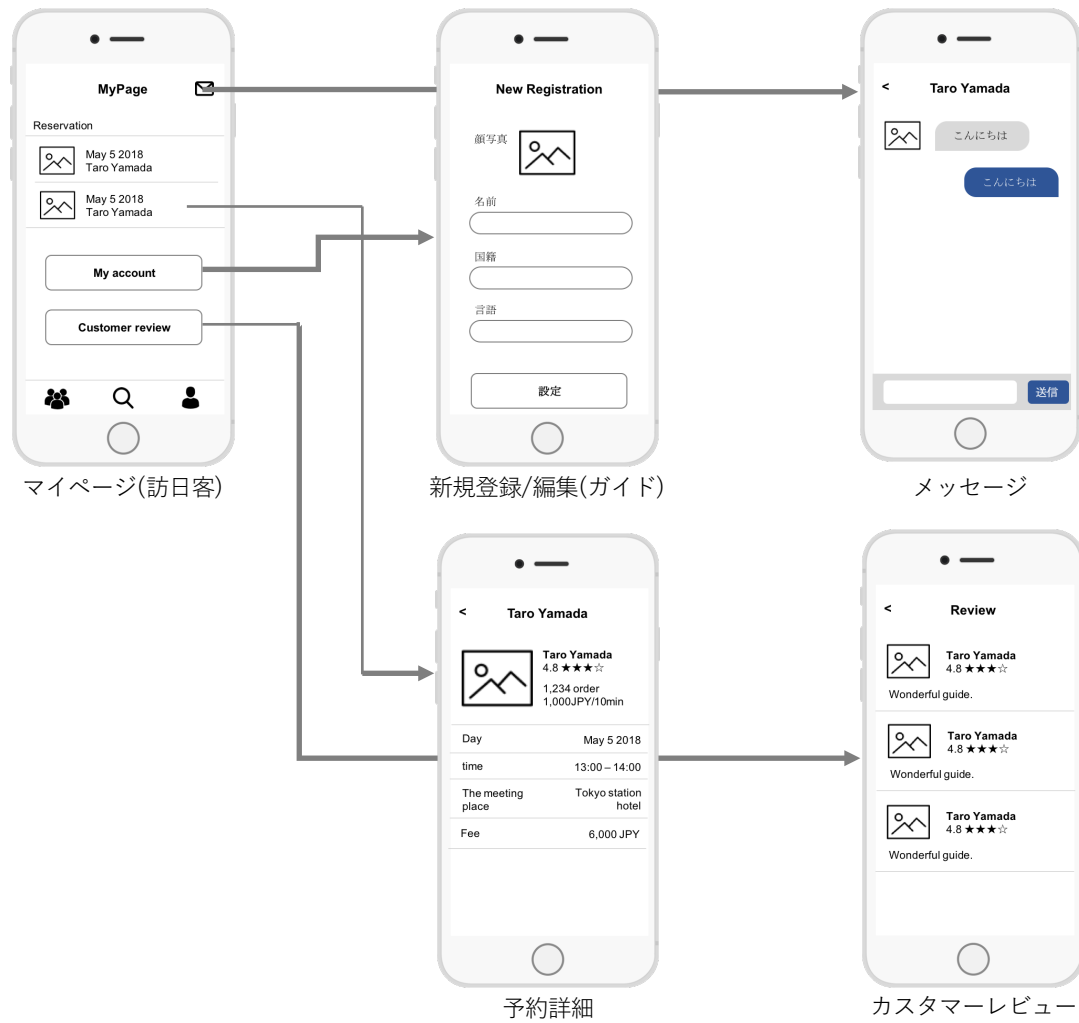 MyPage
Reservation
May 5 2018
Taro Yamada
May 5 2018
Taro Yamada
My account
Customer review
マイページ(訪日客)
New Registration
顔写真
名前
国籍
言語
設定
新規登録/編集(ガイド)
< Taro Yamada
こんにちは
こんにちは
送信
メッセージ
< Taro Yamada
Taro Yamada
4.8 ★★★☆
1,234 order
1,000JPY/10min
Day May 5 2018
time 13:00 – 14:00
The meeting place Tokyo station hotel
Fee 6,000 JPY
予約詳細
< Review
Taro Yamada
4.8 ★★★☆
Wonderful guide.
Taro Yamada
4.8 ★★★☆
Wonderful guide.
Taro Yamada
4.8 ★★★☆
Wonderful guide.
カスタマーレビュー